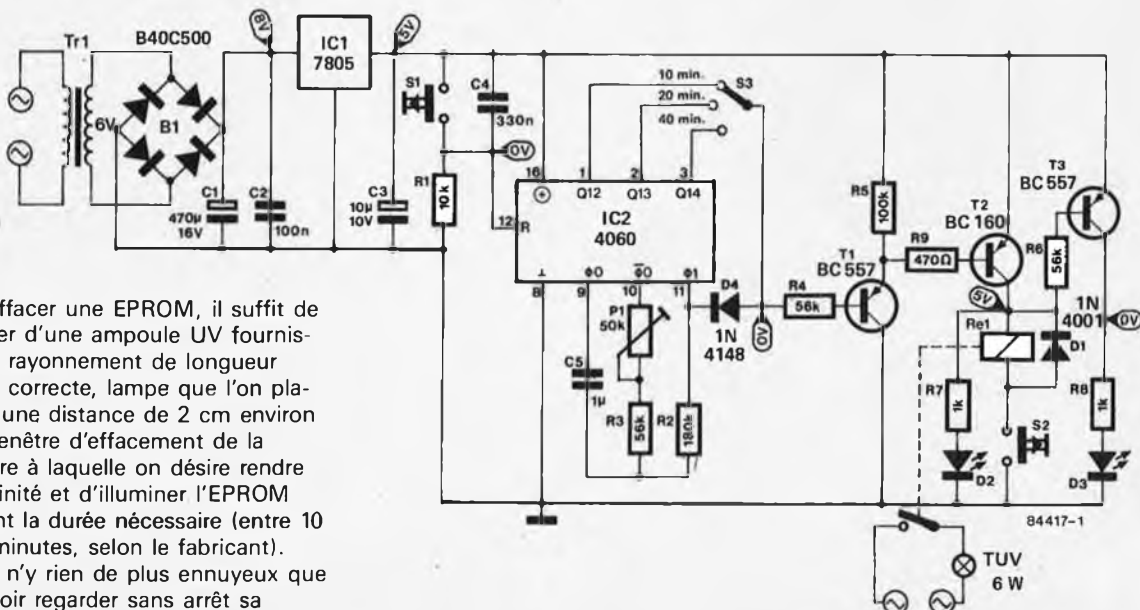 Tr1
B40C500
6V
B1
8V
IC1
7805
5V
C1
470µ
16V
C2
100n
C3
10µ
10V
S1
R1
10k
C4
330n
0V
10 min.
20 min.
40 min.
S3
16
1
2
3
Q12
Q13
Q14
12
R
IC2
4060
⊥
ΦO
Φ̅O̅
Φ1
8
9
10
11
P1
50k
C5
1µ
R3
56k
R2
180k
D4
1N
4148
0V
R4
56k
T1
BC 557
R5
100k
R9
470Ω
T2
BC 160
5V
R6
56k
T3
BC 557
1N
4001
0V
D1
Re1
R7
1k
D2
S2
R8
1k
D3
84417-1
TUV
6 W
ffacer une EPROM, il suffit de
er d'une ampoule UV fournis-
rayonnement de longueur
correcte, lampe que l'on pla-
une distance de 2 cm environ
enêtre d'effacement de la
re à laquelle on désire rendre
inité et d'illuminer l'EPROM
nt la durée nécessaire (entre 10
minutes, selon le fabricant).
n'y rien de plus ennuyeux que
oir regarder sans arrêt sa